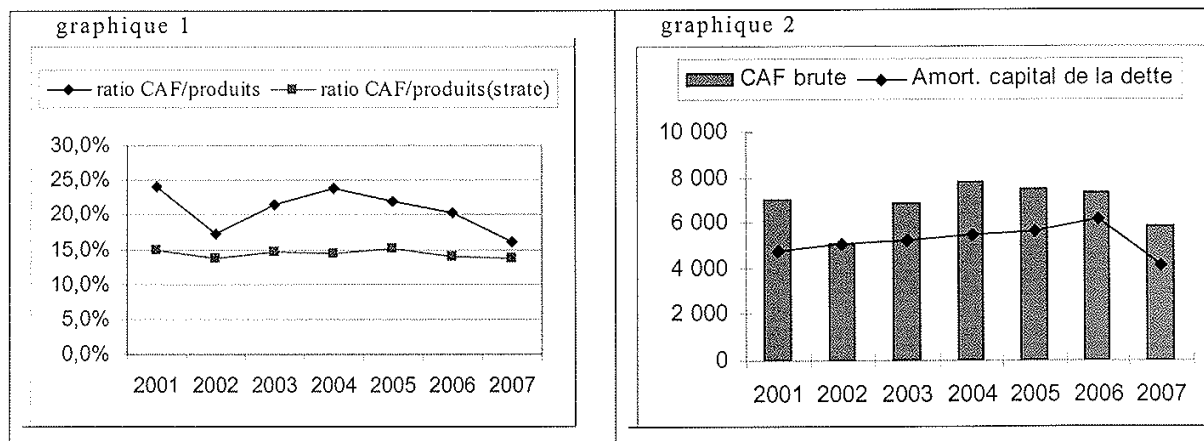 graphique 1
ratio CAF/produits ratio CAF/produits(strate)
30,0%
25,0%
20,0%
15,0%
10,0%
5,0%
0,0%
2001 2002 2003 2004 2005 2006 2007
graphique 2
CAF brute Amort. capital de la dette
10 000
8 000
6 000
4 000
2 000
0
2001 2002 2003 2004 2005 2006 2007